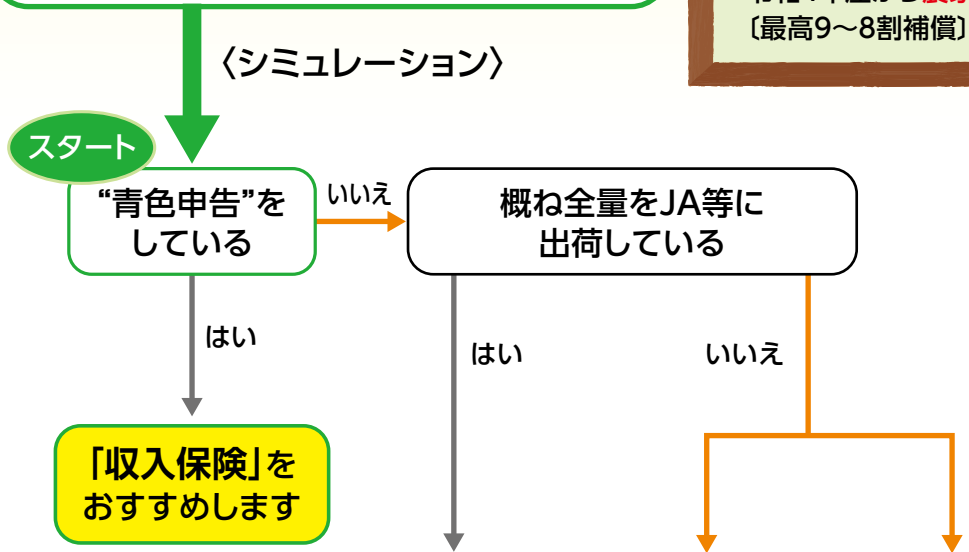 〔最高9〜8割補償〕
〈シミュレーション〉
スタート
“青色申告”を
している
いいえ
概ね全量をJA等に
出荷している
はい
はい
いいえ
「収入保険」を
おすすめします